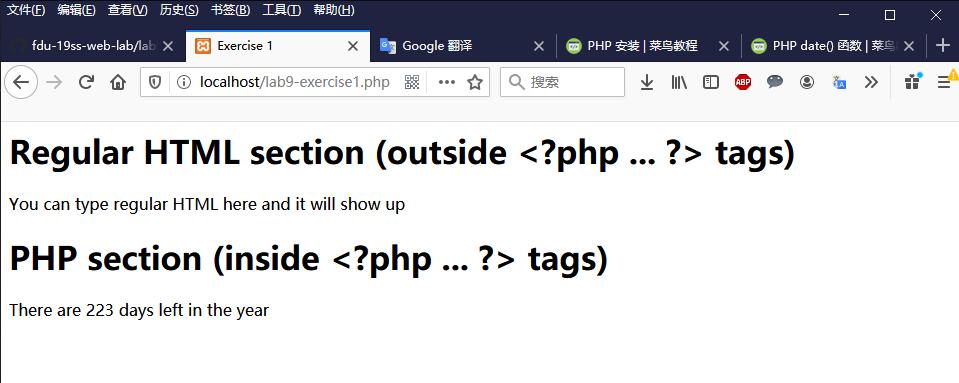 文件(F) 编辑(E) 查看(V) 历史(S) 书签(B) 工具(T) 帮助(H)
fdu-19ss-web-lab/lab Exercise 1 Google 翻译 PHP 安装 | 菜鸟教程 PHP date() 函数 | 菜鸟
localhost/lab9-exercise1.php 搜索 ABP
Regular HTML section (outside <?php ... ?> tags)
You can type regular HTML here and it will show up
PHP section (inside <?php ... ?> tags)
There are 223 days left in the year